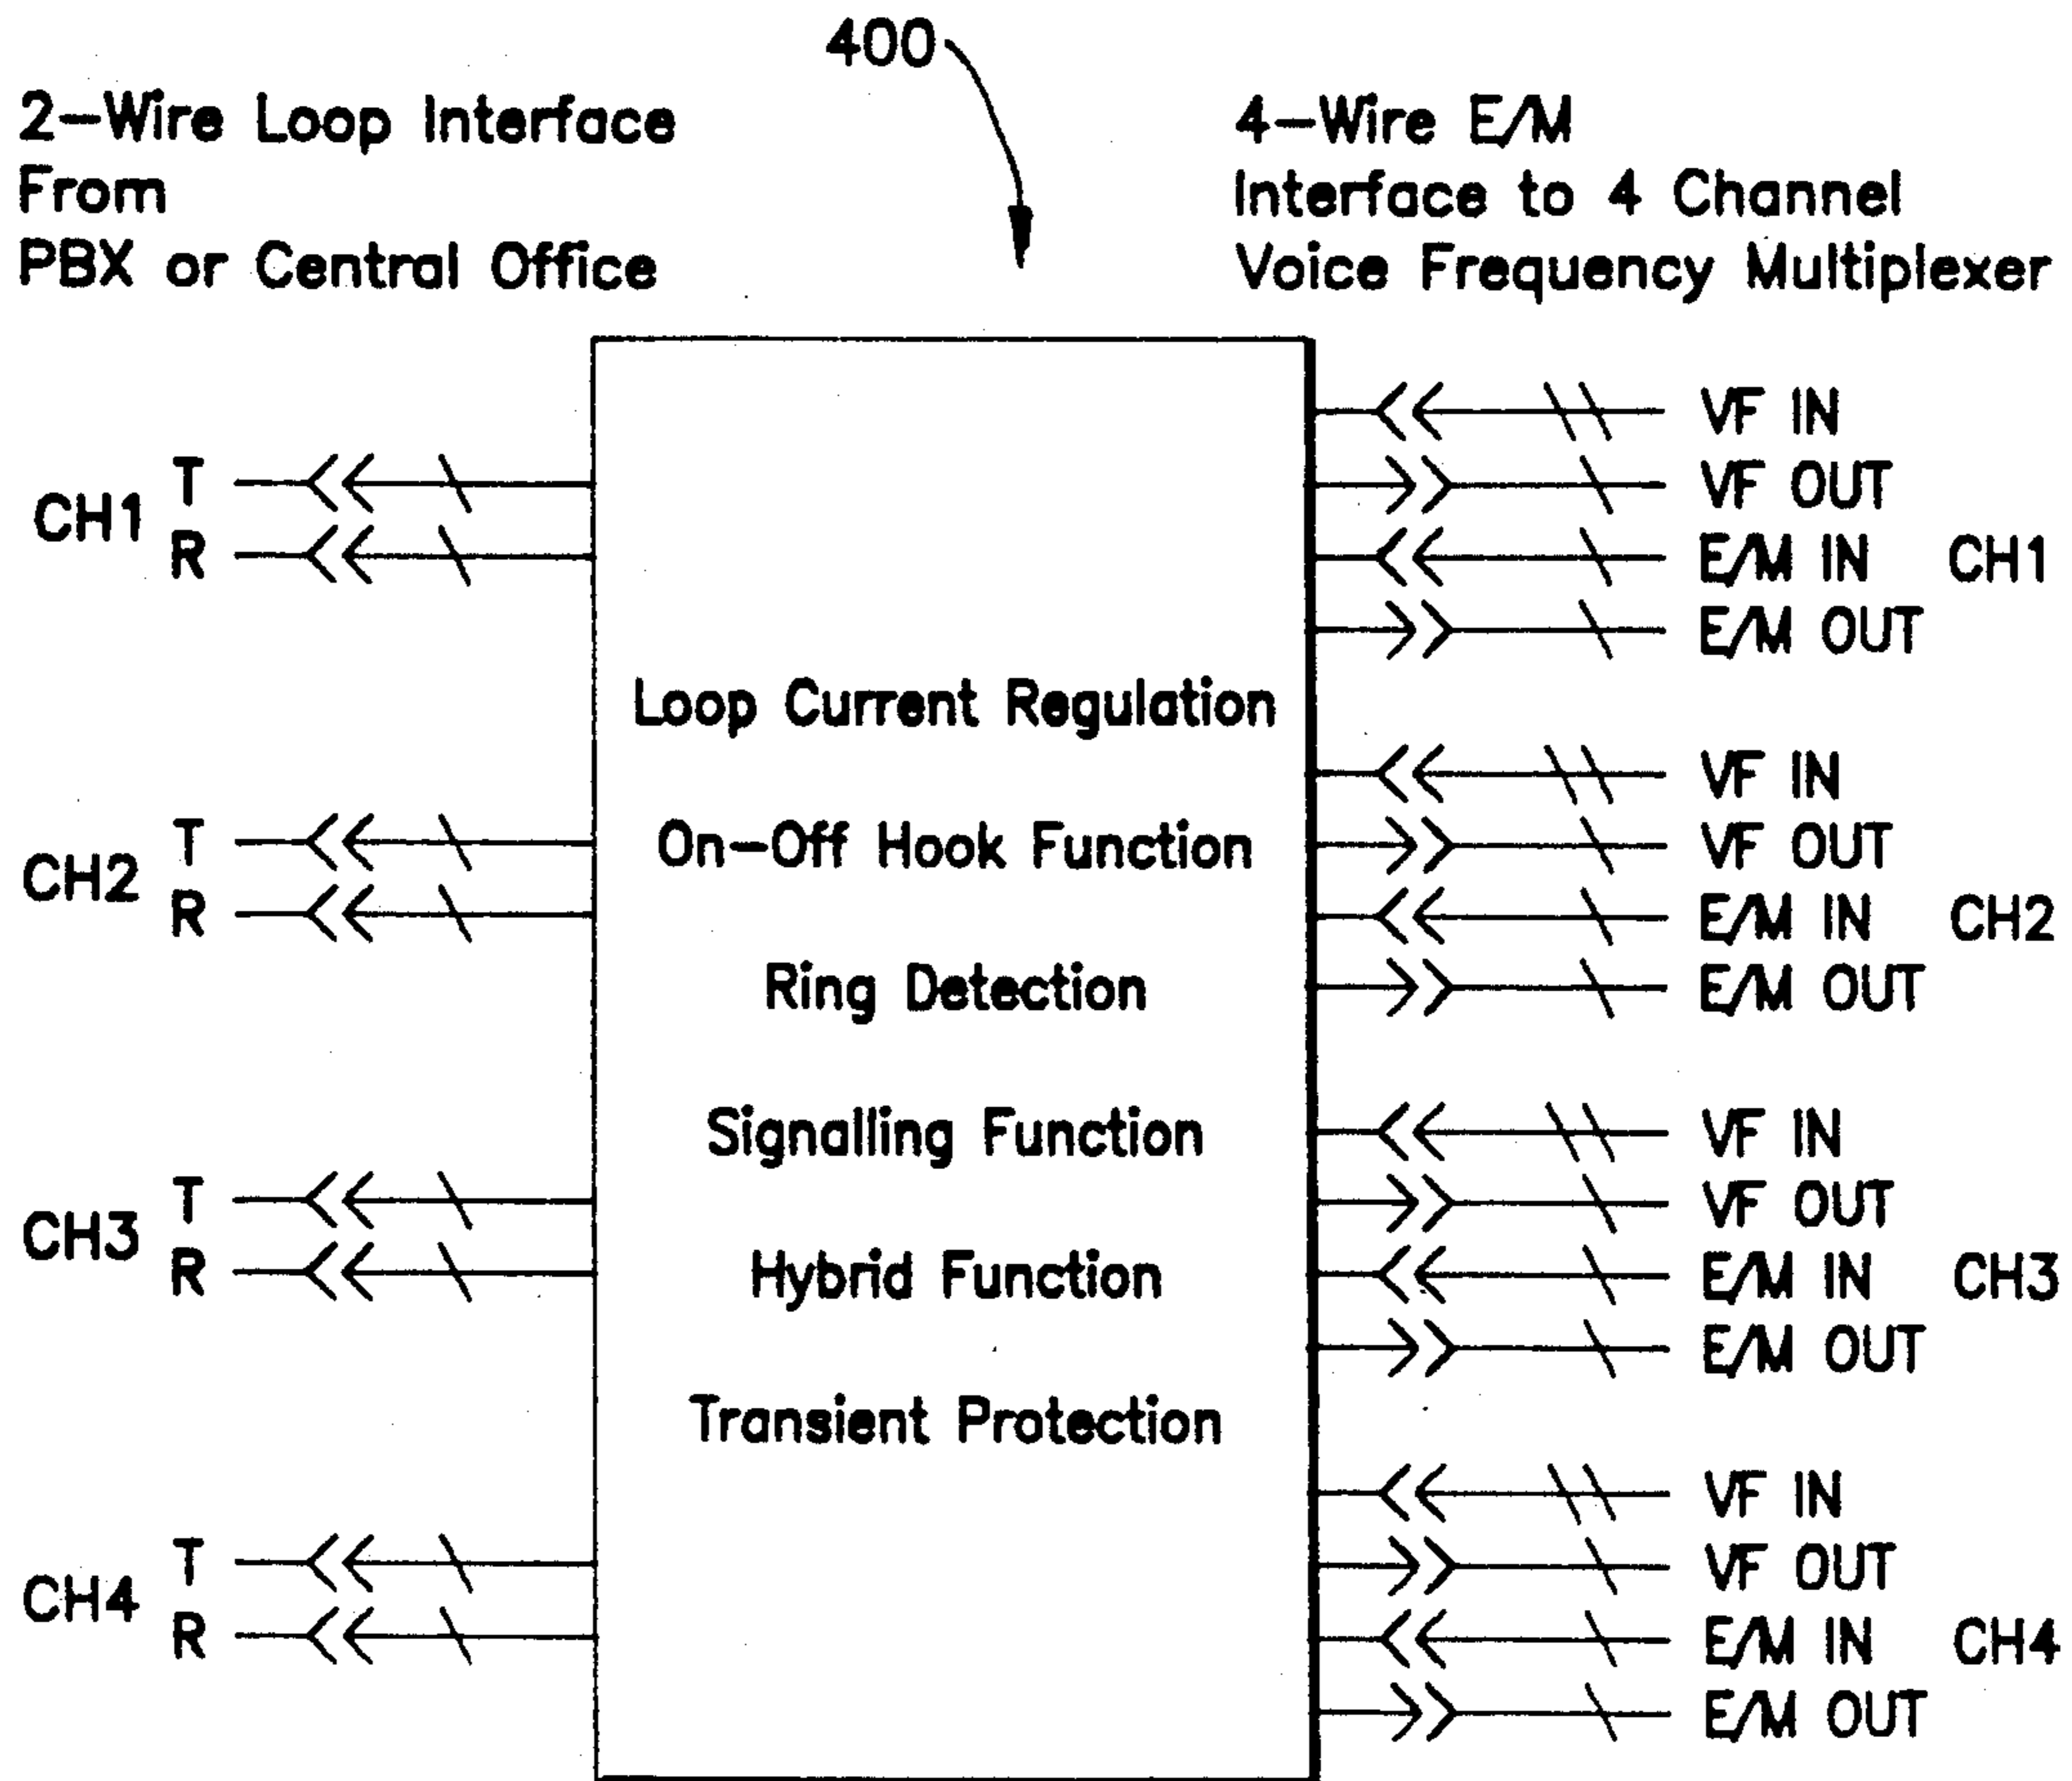 400
2-Wire Loop Interface
From
PBX or Central Office
4-Wire E/M
Interface to 4 Channel
Voice Frequency Multiplexer
CH1
T
R
CH2
T
R
CH3
T
R
CH4
T
R
Loop Current Regulation
On-Off Hook Function
Ring Detection
Signalling Function
Hybrid Function
Transient Protection
VF IN
VF OUT
E/M IN CH1
E/M OUT
VF IN
VF OUT
E/M IN CH2
E/M OUT
VF IN
VF OUT
E/M IN CH3
E/M OUT
VF IN
VF OUT
E/M IN CH4
E/M OUT